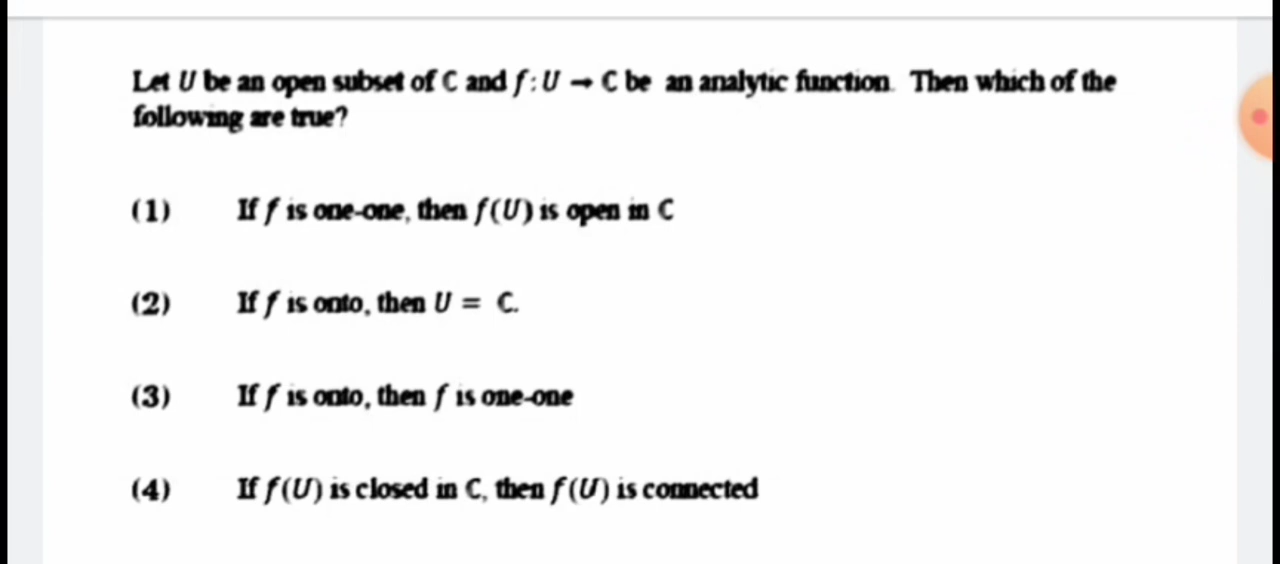 Let U be an open subset of C and f: U → C be an analytic function. Then which of the
following are true?
(1) If f is one-one, then f(U) is open in C
(2) If f is onto, then U = C.
(3) If f is onto, then f is one-one
(4) If f(U) is closed in C, then f(U) is connected